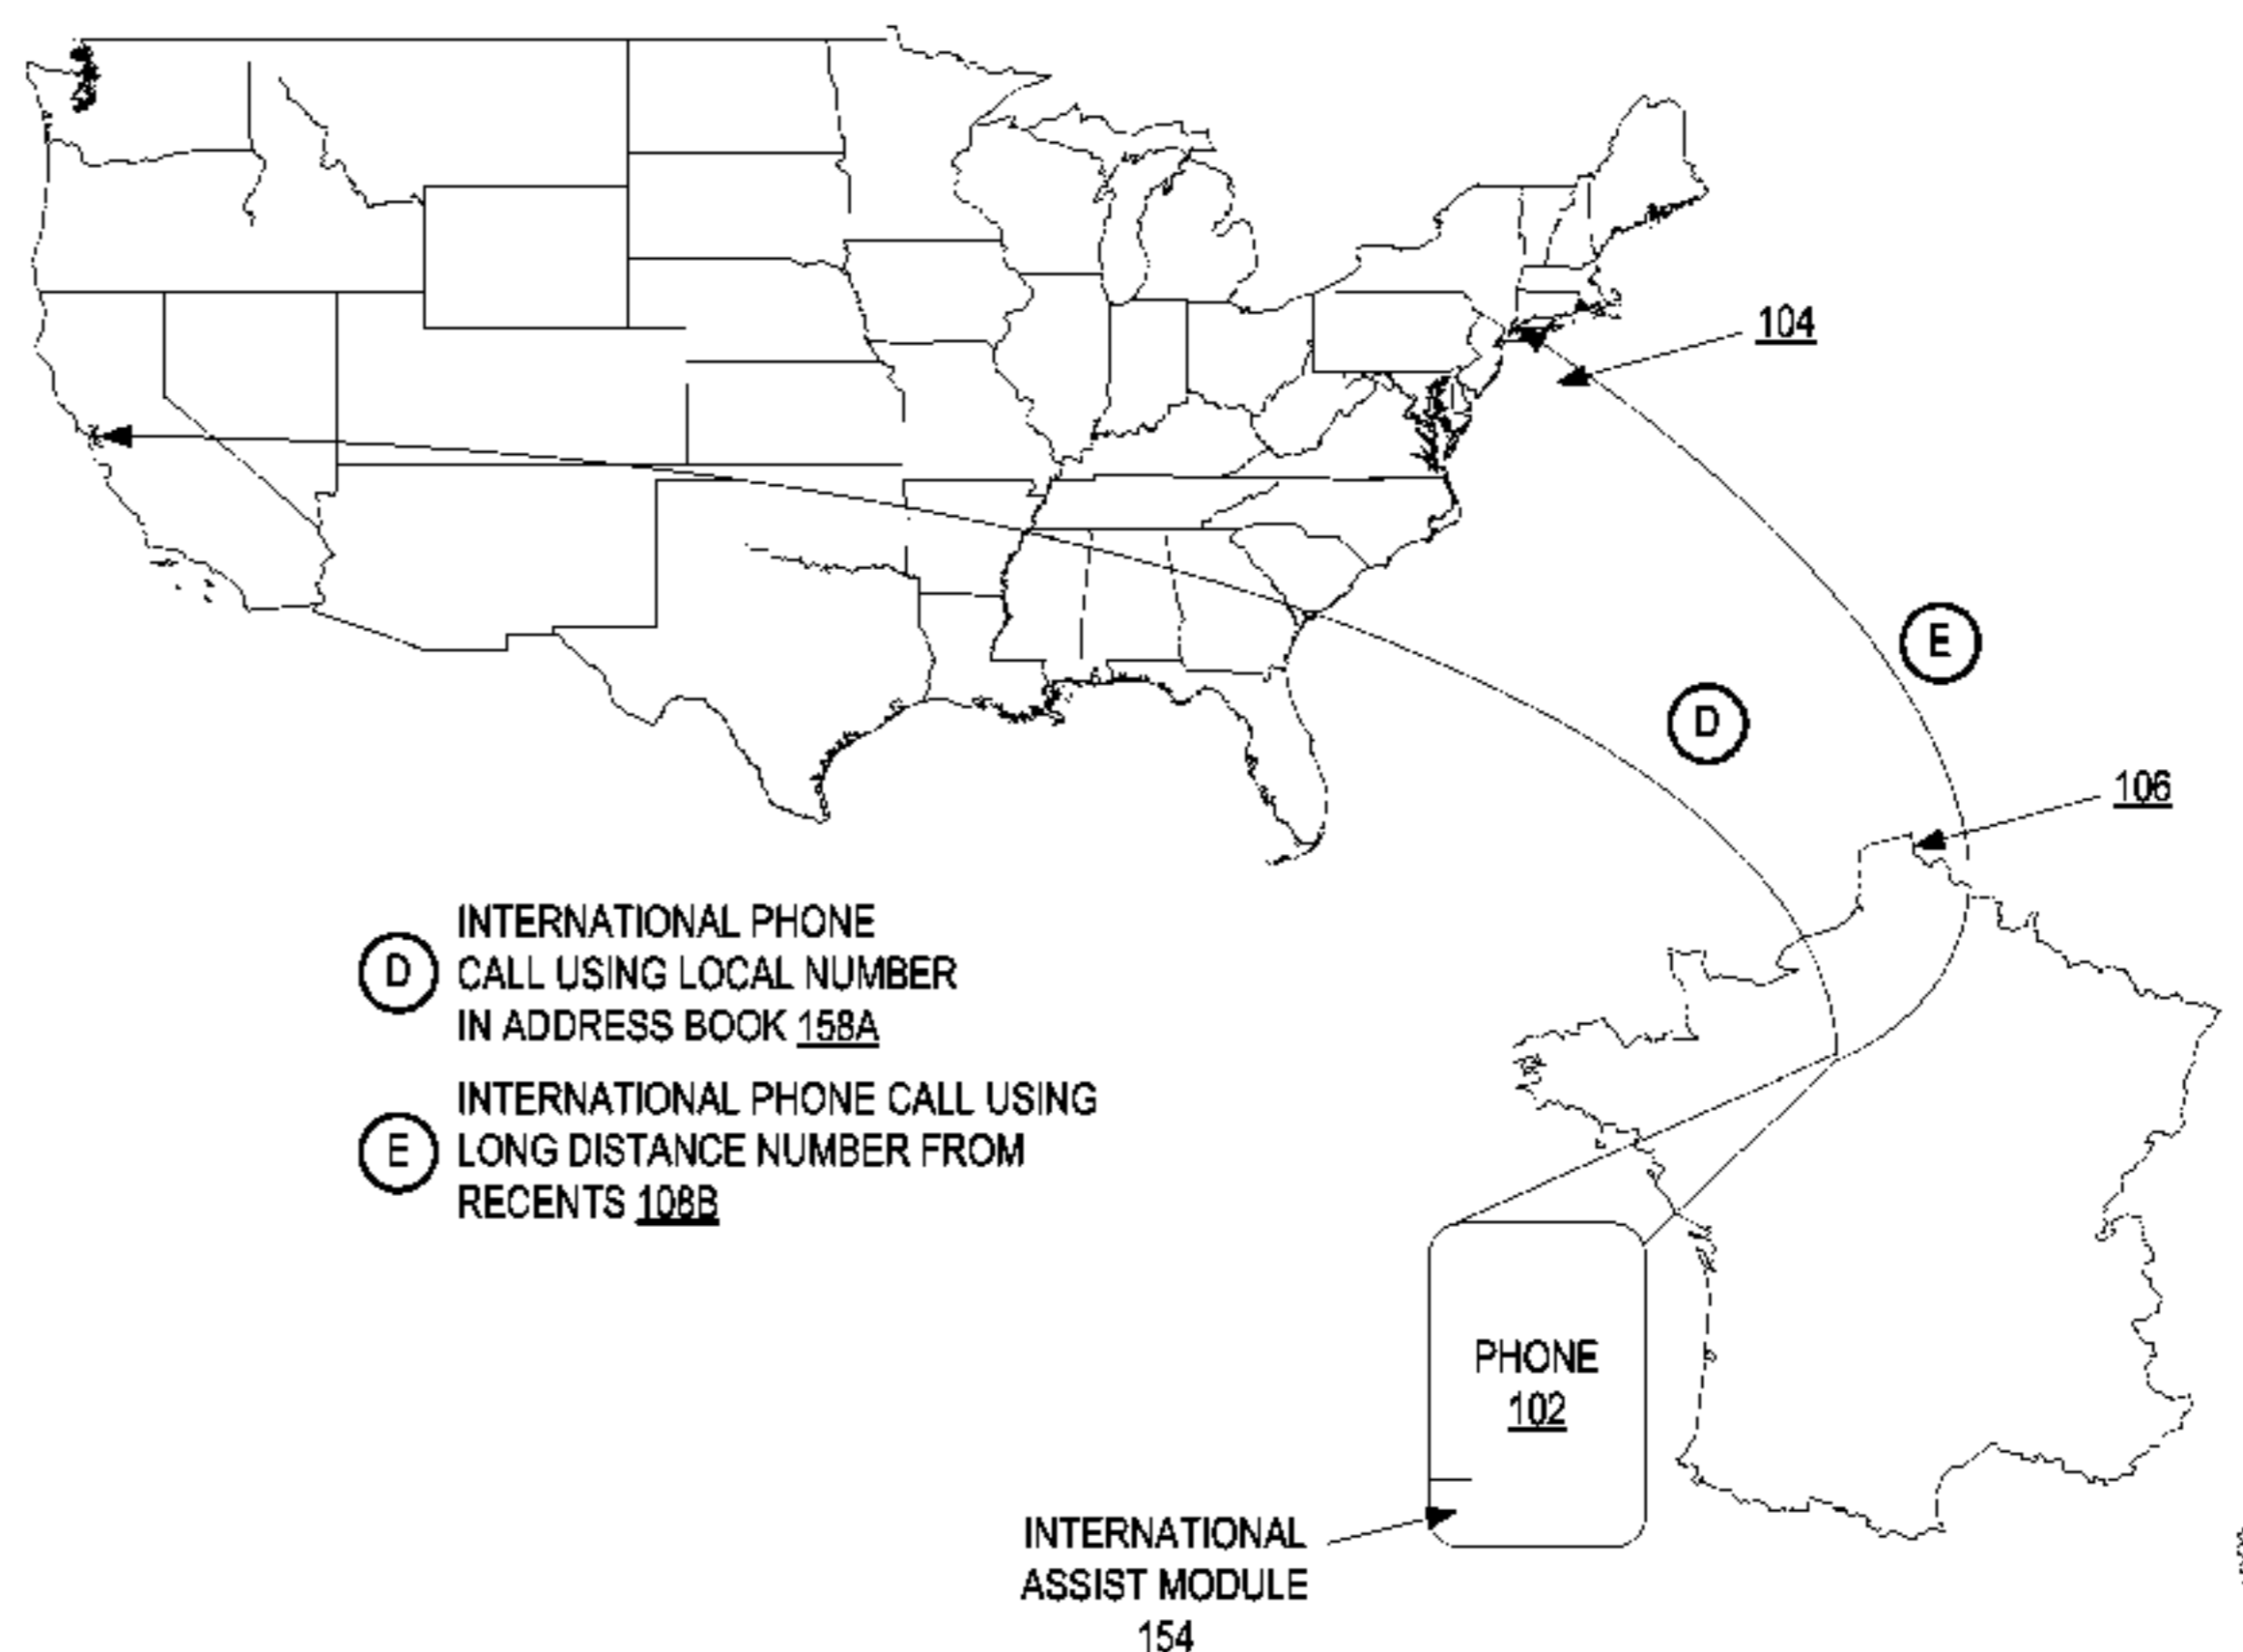 104
E
D
106
INTERNATIONAL PHONE
D CALL USING LOCAL NUMBER
IN ADDRESS BOOK 158A
INTERNATIONAL PHONE CALL USING
E LONG DISTANCE NUMBER FROM
RECENTS 108B
PHONE
102
INTERNATIONAL
ASSIST MODULE
154